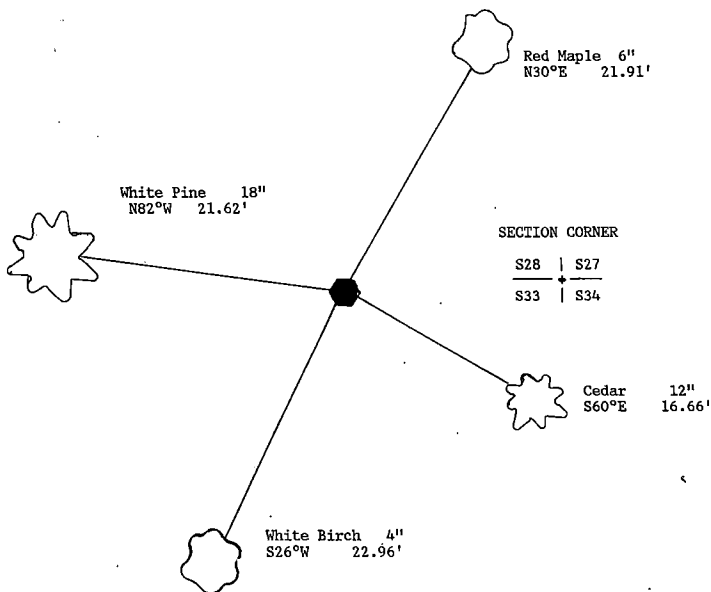 Red Maple 6"
N30°E 21.91'
White Pine 18"
N82°W 21.62'
SECTION CORNER
S28 | S27
S33 | S34
Cedar 12"
S60°E 16.66'
White Birch 4"
S26°W 22.96'